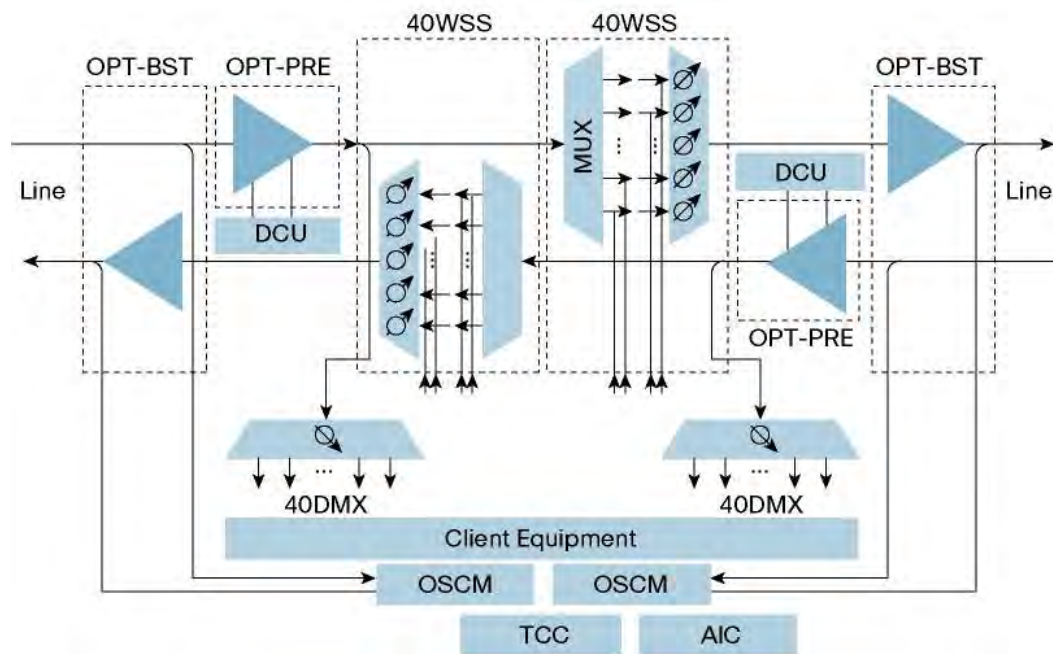 40WSS
40WSS
OPT-BST
OPT-PRE
OPT-BST
MUX
Line
DCU
DCU
Line
OPT-PRE
...
...
40DMX
40DMX
Client Equipment
OSCM
OSCM
TCC
AIC